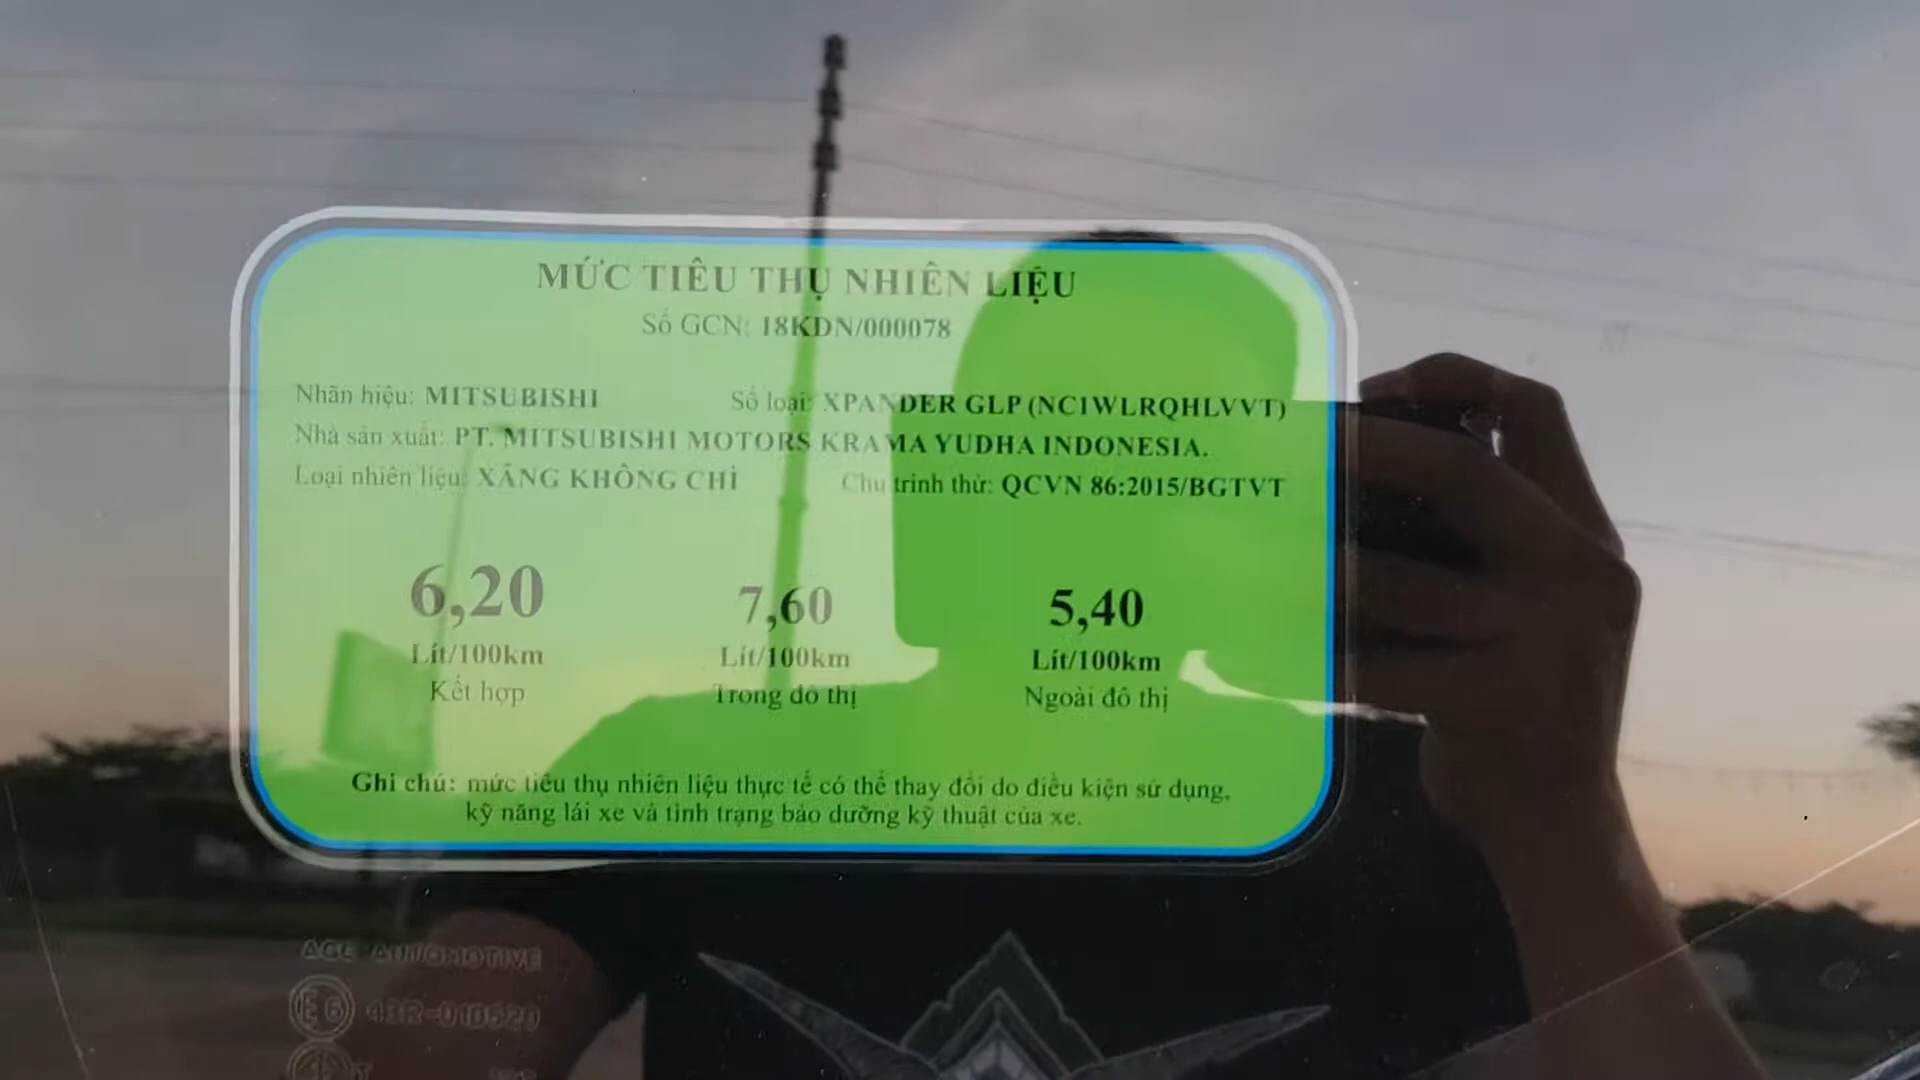 MỨC TIÊU THỤ NHIÊN LIỆU
Số GCN: 18KDN/000078
Nhãn hiệu: MITSUBISHI Số loại: XPANDER GLP (NC1WLRQHLVVT)
Nhà sản xuất: PT. MITSUBISHI MOTORS KRAMA YUDHA INDONESIA.
Loại nhiên liệu: XĂNG KHÔNG CHÌ Chu trình thử: QCVN 86:2015/BGTVT
6,20 7,60 5,40
Lít/100km Lít/100km Lít/100km
Kết hợp Trong đô thị Ngoài đô thị
Ghi chú: mức tiêu thụ nhiên liệu thực tế có thể thay đổi do điều kiện sử dụng,
kỹ năng lái xe và tình trạng bảo dưỡng kỹ thuật của xe.
AGC AUTOMOTIVE
E6 43R-010520